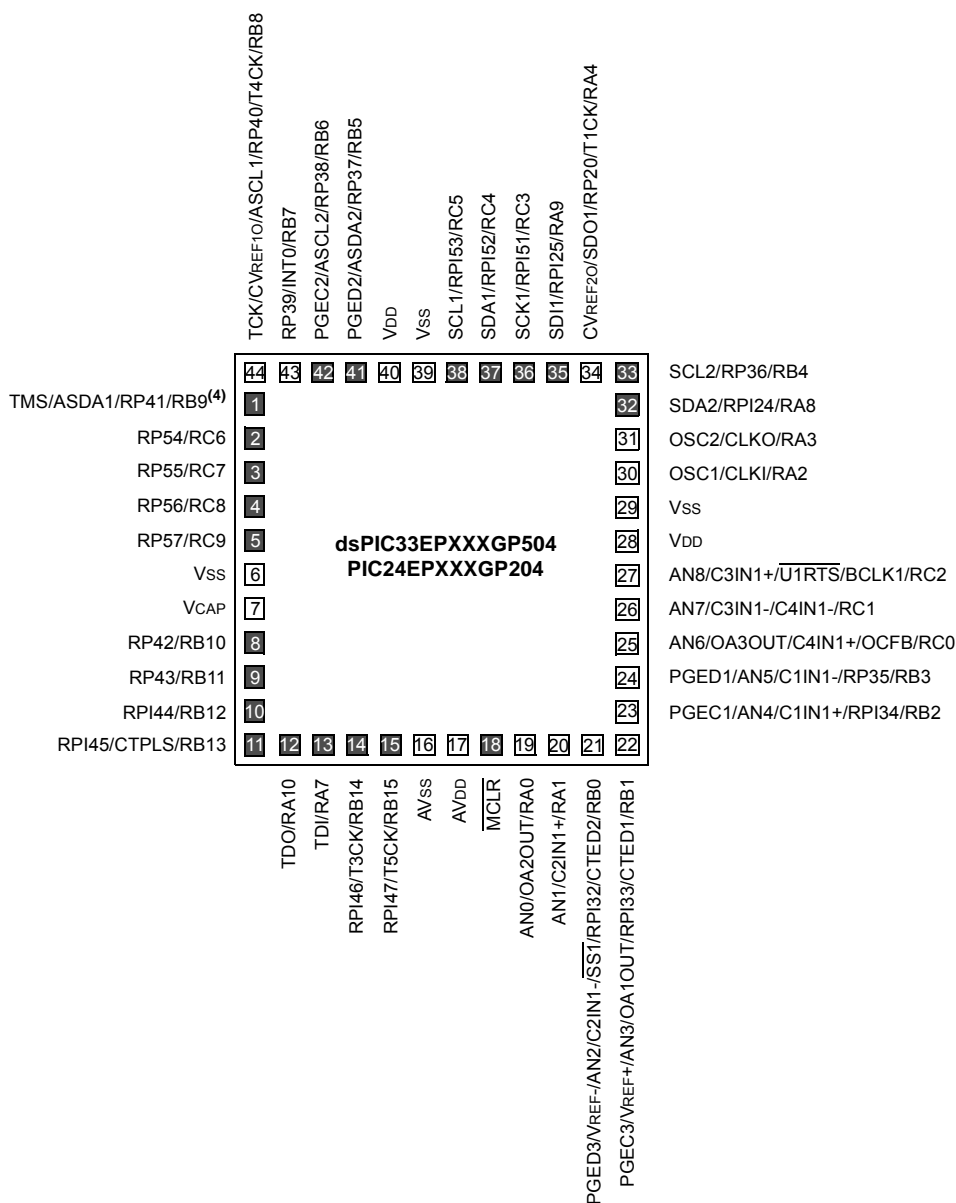 TCK/CVREF1O/ASCL1/RP40/T4CK/RB8
RP39/INT0/RB7
PGEC2/ASCL2/RP38/RB6
PGED2/ASDA2/RP37/RB5
VDD
VSS
SCL1/RPI53/RC5
SDA1/RPI52/RC4
SCK1/RPI51/RC3
SDI1/RPI25/RA9
CVREF2O/SDO1/RP20/T1CK/RA4
44 43 42 41 40 39 38 37 36 35 34 33 SCL2/RP36/RB4
TMS/ASDA1/RP41/RB9(4) 1 32 SDA2/RPI24/RA8
RP54/RC6 2 31 OSC2/CLKO/RA3
RP55/RC7 3 30 OSC1/CLKI/RA2
RP56/RC8 4 29 VSS
RP57/RC9 5 dsPIC33EPXXXGP504 28 VDD
PIC24EPXXXGP204
VSS 6 27 AN8/C3IN1+/U1RTS/BCLK1/RC2
VCAP 7 26 AN7/C3IN1-/C4IN1-/RC1
RP42/RB10 8 25 AN6/OA3OUT/C4IN1+/OCFB/RC0
RP43/RB11 9 24 PGED1/AN5/C1IN1-/RP35/RB3
RPI44/RB12 10 23 PGEC1/AN4/C1IN1+/RPI34/RB2
RPI45/CTPLS/RB13 11 12 13 14 15 16 17 18 19 20 21 22
TDO/RA10
TDI/RA7
RPI46/T3CK/RB14
RPI47/T5CK/RB15
AVSS
AVDD
MCLR
AN0/OA2OUT/RA0
AN1/C2IN1+/RA1
PGED3/VREF-/AN2/C2IN1-/SS1/RPI32/CTED2/RB0
PGEC3/VREF+/AN3/OA1OUT/RPI33/CTED1/RB1